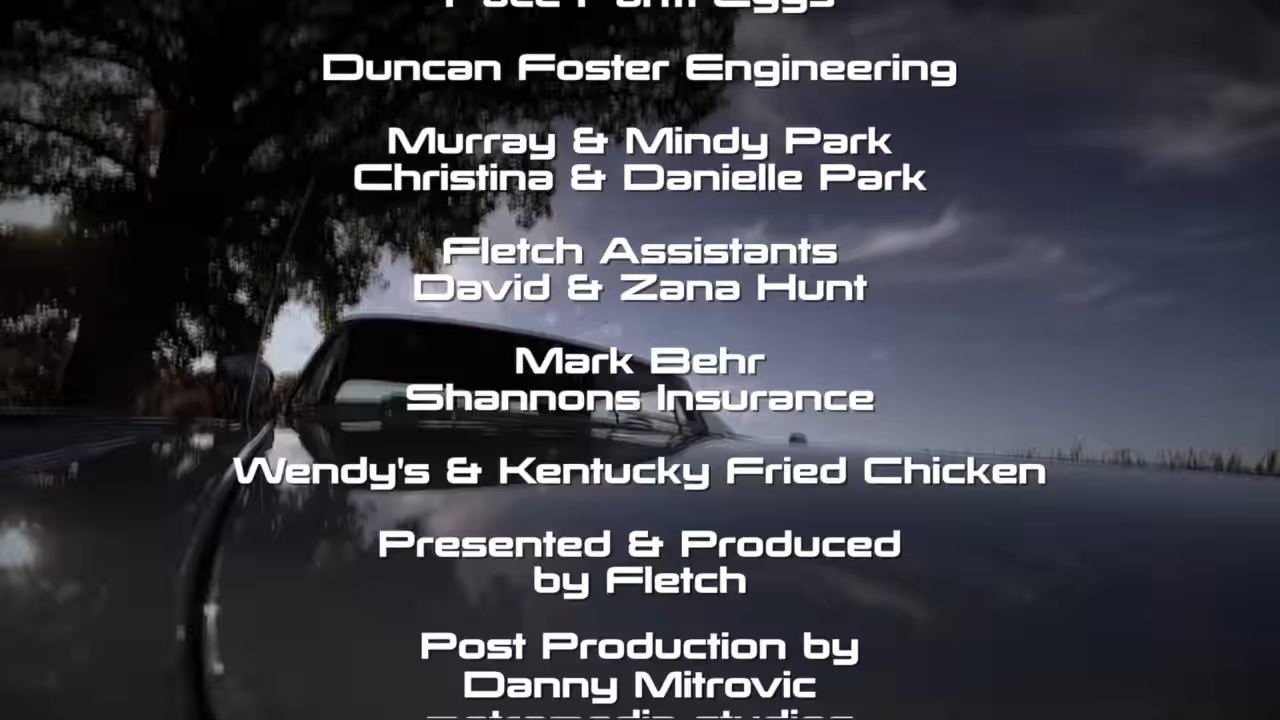 Duncan Foster Engineering
Murray & Mindy Park
Christina & Danielle Park
Fletch Assistants
David & Zana Hunt
Mark Behr
Shannons Insurance
Wendy's & Kentucky Fried Chicken
Presented & Produced
by Fletch
Post Production by
Danny Mitrovic